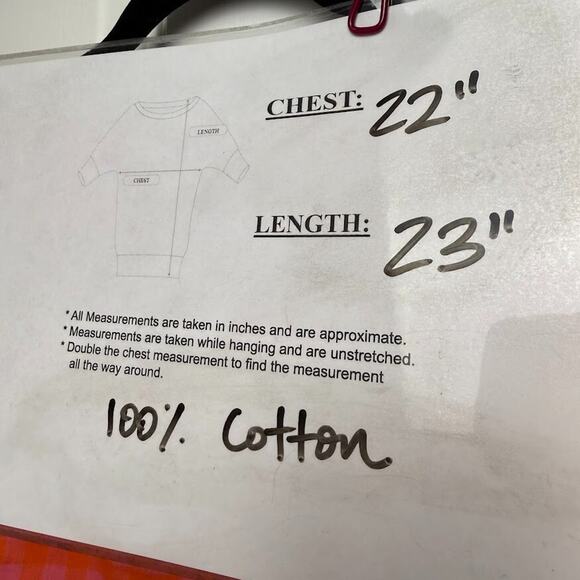 CHEST: 22"
LENGTH
CHEST
LENGTH: 23"
*All Measurements are taken in inches and are approximate.
*Measurements are taken while hanging and are unstretched.
*Double the chest measurement to find the measurement
all the way around.
100% Cotton